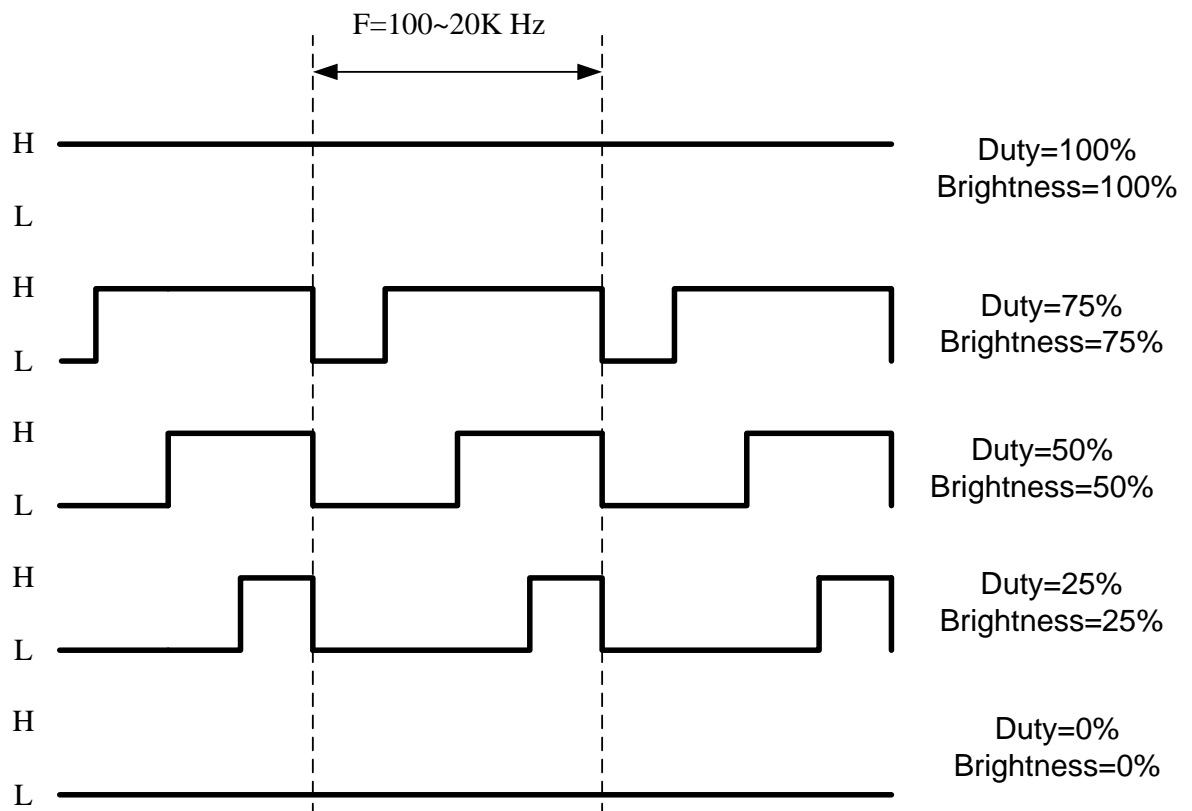 F=100~20K Hz
H
Duty=100%
Brightness=100%
L
H
Duty=75%
Brightness=75%
L
H
Duty=50%
Brightness=50%
L
H
Duty=25%
Brightness=25%
L
H
Duty=0%
Brightness=0%
L